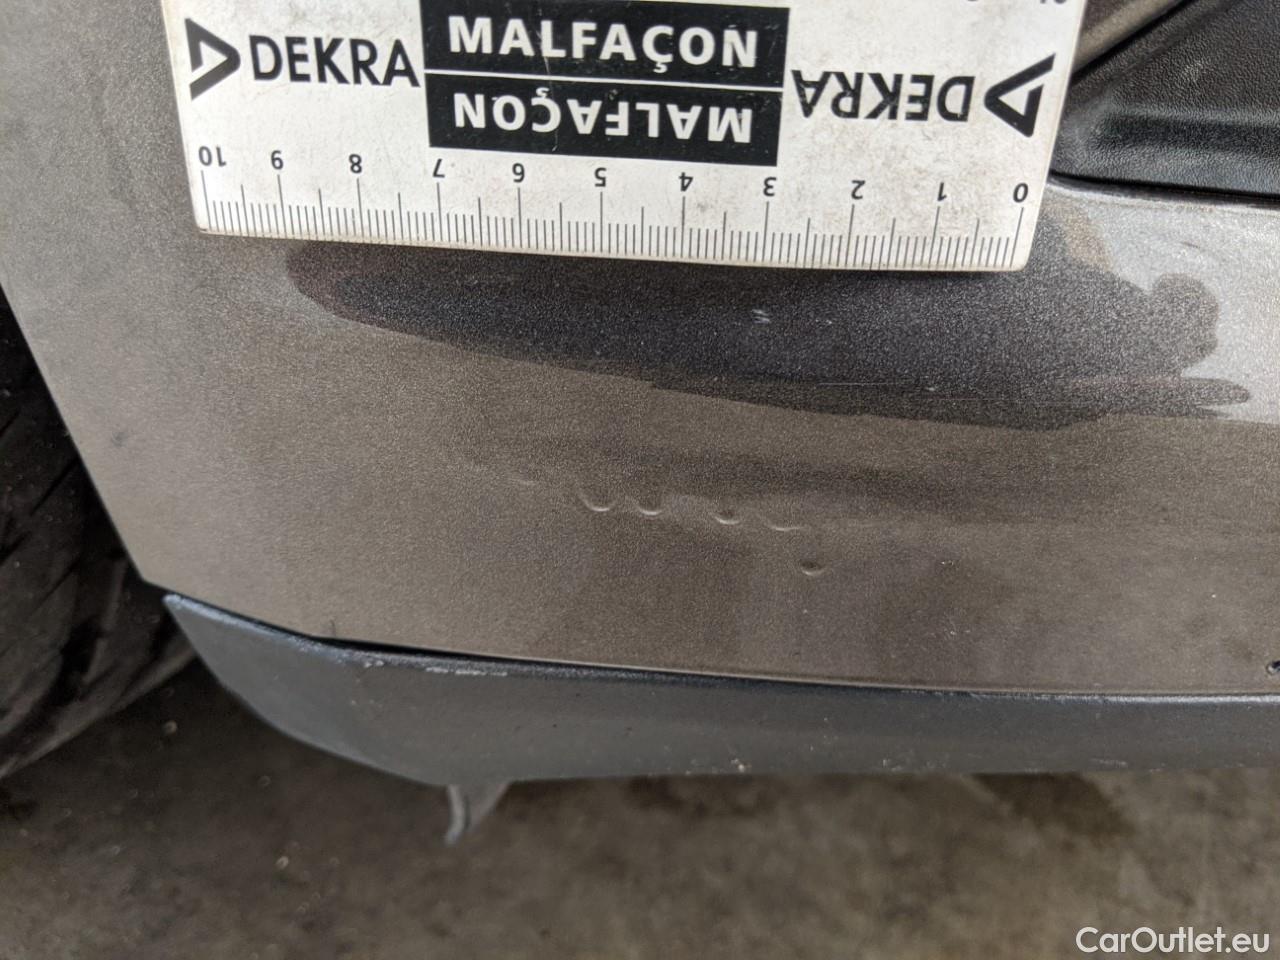 DEKRA
MALFAÇON
MALFAÇON
DEKRA
10 9 8 7 6 5 4 3 2 1 0
CarOutlet.eu